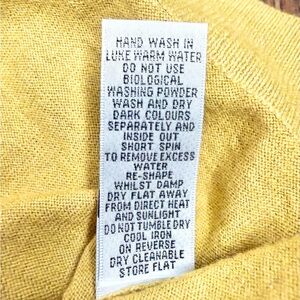 HAND WASH IN
LUKE WARM WATER
DO NOT USE
BIOLOGICAL
WASHING POWDER
WASH AND DRY
DARK COLOURS
SEPARATELY AND
INSIDE OUT
SHORT SPIN
TO REMOVE EXCESS
WATER
RE-SHAPE
WHILST DAMP
DRY FLAT AWAY
FROM DIRECT HEAT
AND SUNLIGHT
DO NOT TUMBLE DRY
COOL IRON
ON REVERSE
DRY CLEANABLE
STORE FLAT